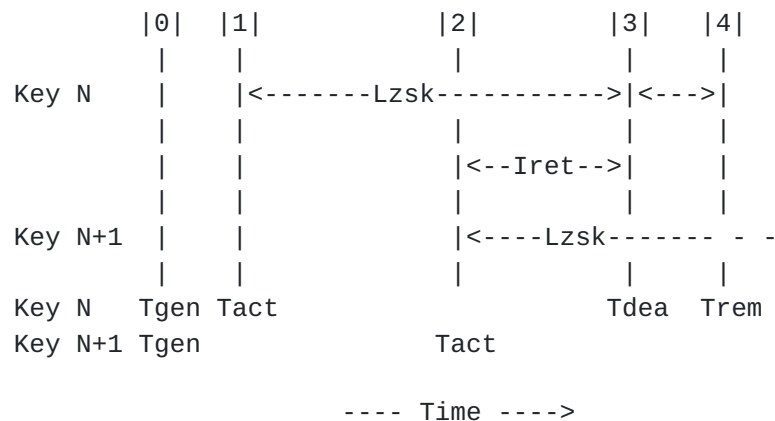 |0|  |1|           |2|        |3|   |4|
         |    |             |          |     |
Key N    |    |<-------Lzsk----------->|<--->|
         |    |             |          |     |
         |    |             |<--Iret-->|     |
         |    |             |          |     |
Key N+1  |    |             |<----Lzsk------- - -
         |    |             |          |     |
Key N   Tgen Tact                     Tdea  Trem
Key N+1 Tgen               Tact

                     ---- Time ---->